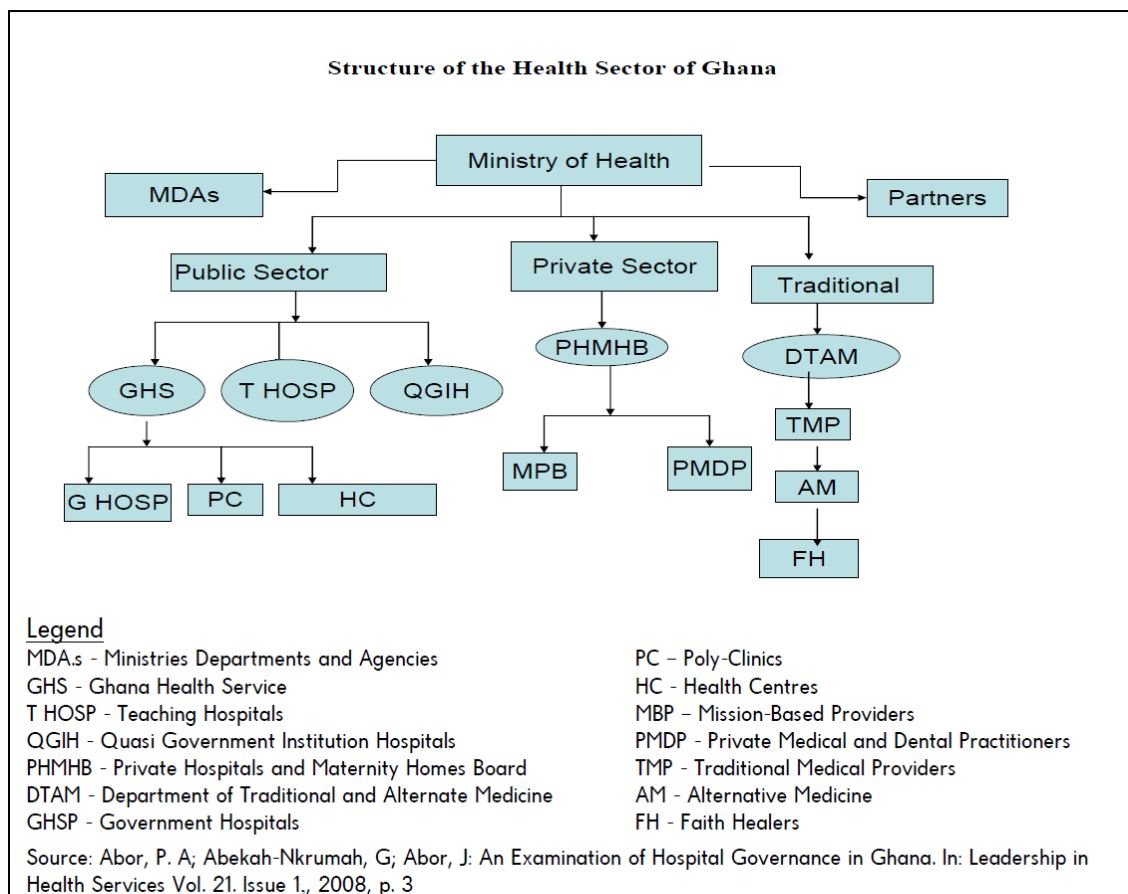 Structure of the Health Sector of Ghana
Ministry of Health
MDAs
Partners
Public Sector
Private Sector
Traditional
PHMHB
DTAM
GHS
T HOSP
QGIH
TMP
MPB
PMDP
AM
G HOSP
PC
HC
FH
Legend
MDA.s - Ministries Departments and Agencies
GHS - Ghana Health Service
T HOSP - Teaching Hospitals
QGIH - Quasi Government Institution Hospitals
PHMHB - Private Hospitals and Maternity Homes Board
DTAM - Department of Traditional and Alternate Medicine
GHSP - Government Hospitals
PC – Poly-Clinics
HC - Health Centres
MBP – Mission-Based Providers
PMDP - Private Medical and Dental Practitioners
TMP - Traditional Medical Providers
AM - Alternative Medicine
FH - Faith Healers
Source: Abor, P. A; Abekah-Nkrumah, G; Abor, J: An Examination of Hospital Governance in Ghana. In: Leadership in
Health Services Vol. 21. Issue 1., 2008, p. 3